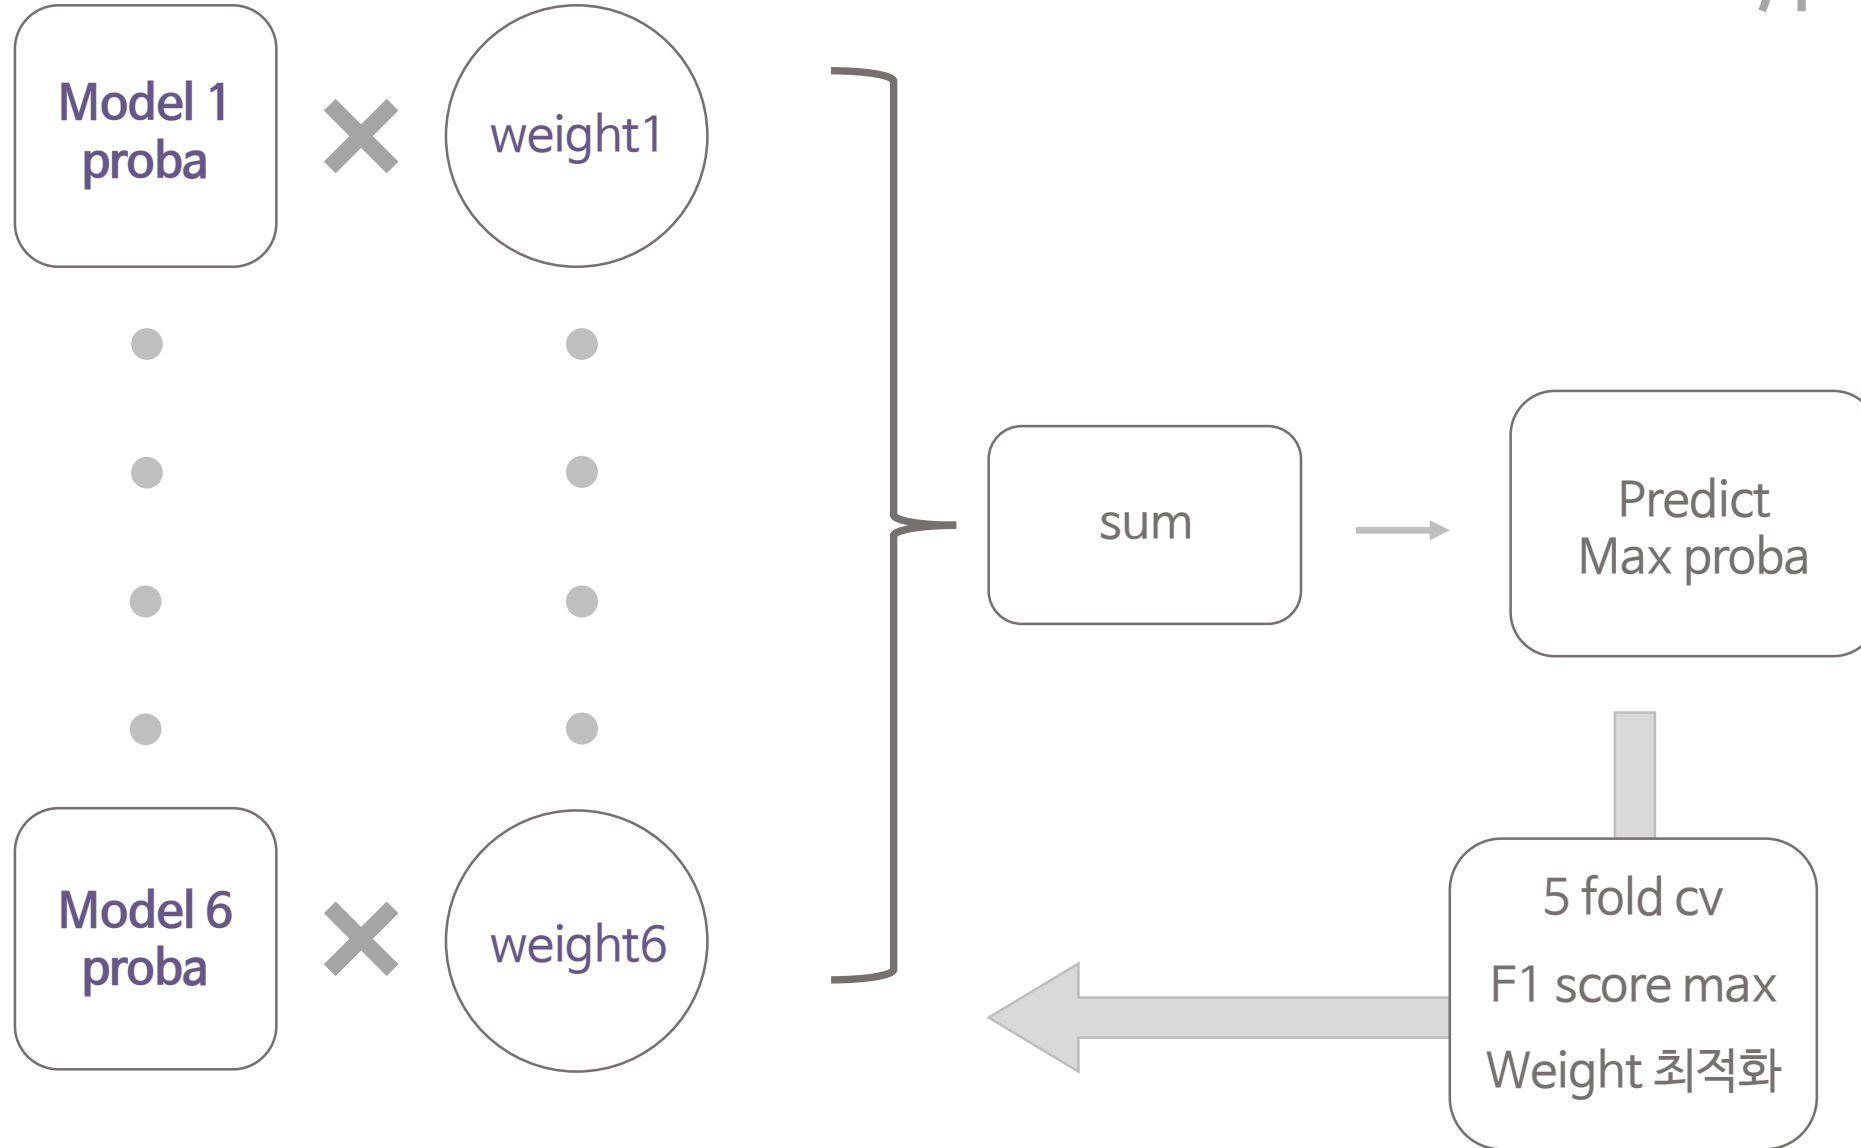 Model 1
proba
weight1
sum
Predict
Max proba
Model 6
proba
weight6
5 fold cv
F1 score max
Weight 최적화